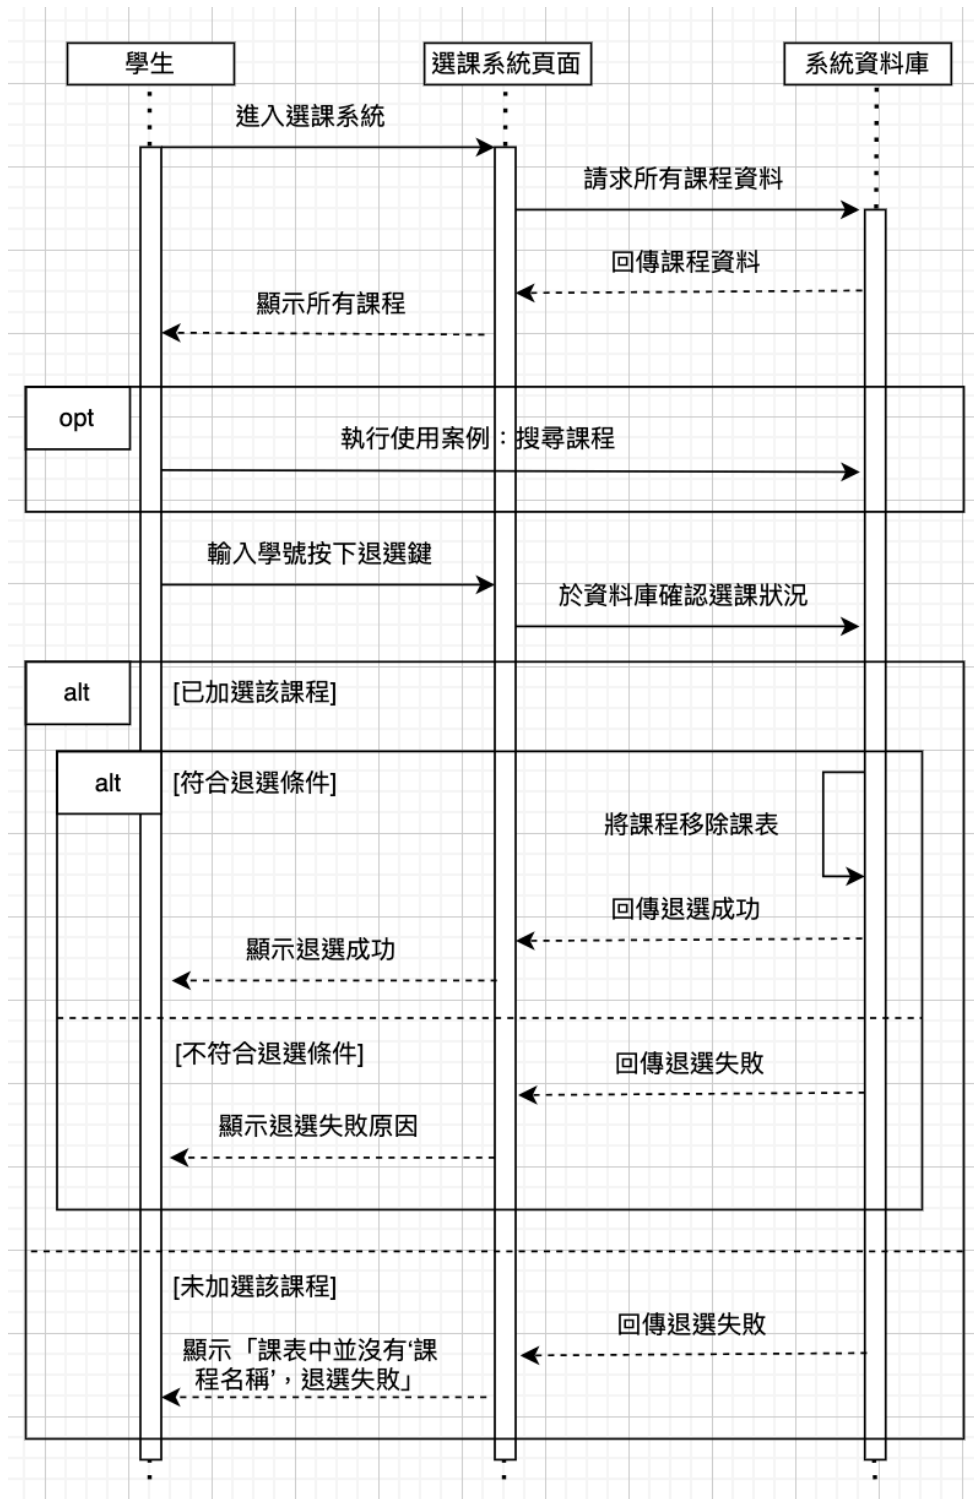 學生
選課系統頁面
系統資料庫
進入選課系統
請求所有課程資料
回傳課程資料
顯示所有課程
opt
執行使用案例：搜尋課程
輸入學號按下退選鍵
於資料庫確認選課狀況
alt
[已加選該課程]
alt
[符合退選條件]
將課程移除課表
回傳退選成功
顯示退選成功
[不符合退選條件]
回傳退選失敗
顯示退選失敗原因
[未加選該課程]
回傳退選失敗
顯示「課表中並沒有‘課
程名稱’，退選失敗」